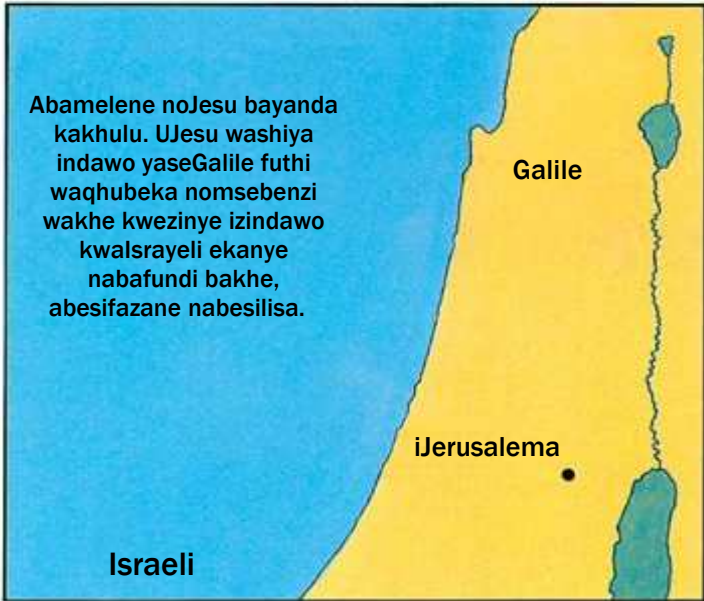 Abamelene noJesu bayanda
kakhulu. UJesu washiya
indawo yaseGalile futhi
waqhubeka nomsebenzi
wakhe kwezinye izindawo
kwaIsrayeli ekanye
nabafundi bakhe,
abesifazane nabesilisa.
Galile
iJerusalema
Israeli